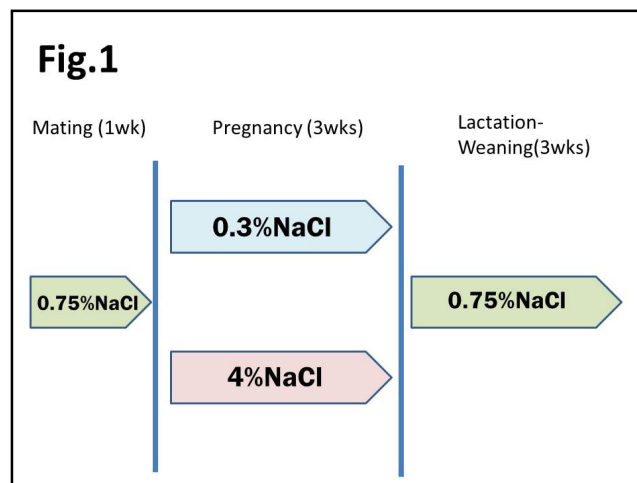 Fig.1
Mating (1wk)
Pregnancy (3wks)
Lactation-
Weaning(3wks)
0.3%NaCl
0.75%NaCl
0.75%NaCl
4%NaCl